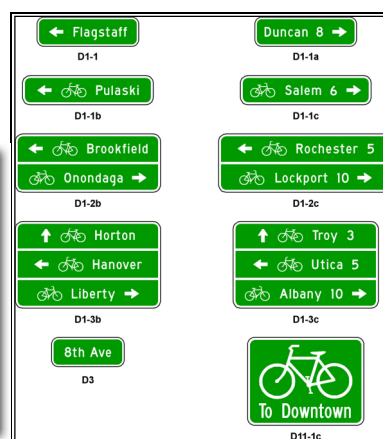 Flagstaff
D1-1
Duncan 8
D1-1a
Pulaski
D1-1b
Salem 6
D1-1c
Brookfield
Onondaga
D1-2b
Rochester 5
Lockport 10
D1-2c
Horton
Hanover
Liberty
D1-3b
Troy 3
Utica 5
Albany 10
D1-3c
8th Ave
D3
To Downtown
D11-1c